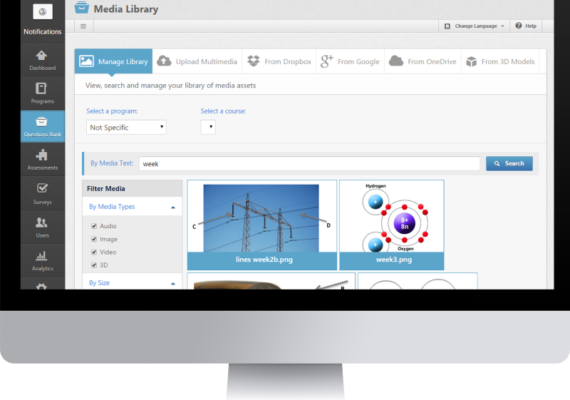 Media Library
Notifications
Change Language
Help
Dashboard
Programs
Questions Bank
Assessments
Surveys
Users
Analytics
Manage Library
Upload Multimedia
From Dropbox
From Google
From OneDrive
From 3D Models
View, search and manage your library of media assets
Select a program:
Select a course:
Not Specific
By Media Text:
week
Search
Filter Media
By Media Types
Audio
Image
Video
3D
By Size
C
D
lines week2b.png
Hydrogen
8+
8n
Oxygen
week3.png